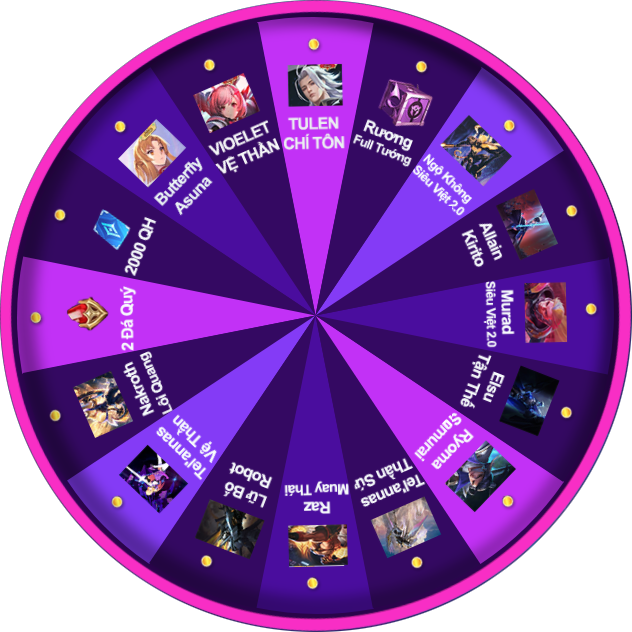 TULEN
CHÍ TÔN
Rương
Full Tướng
Ngộ Không
Siêu Việt 2.0
Allain
Kirito
Murad
Siêu Việt 2.0
Elsu
Tận Thế
Ryoma
Samurai
Tel'annas
Thần Sứ
Raz
Muay Thái
Lữ Bố
Robot
Tel'annas
Vệ Thần
Nakroth
Lôi Quang
2 Đá Quý
2000 QH
Butterfly
Asuna
VIOELET
VỆ THẦN